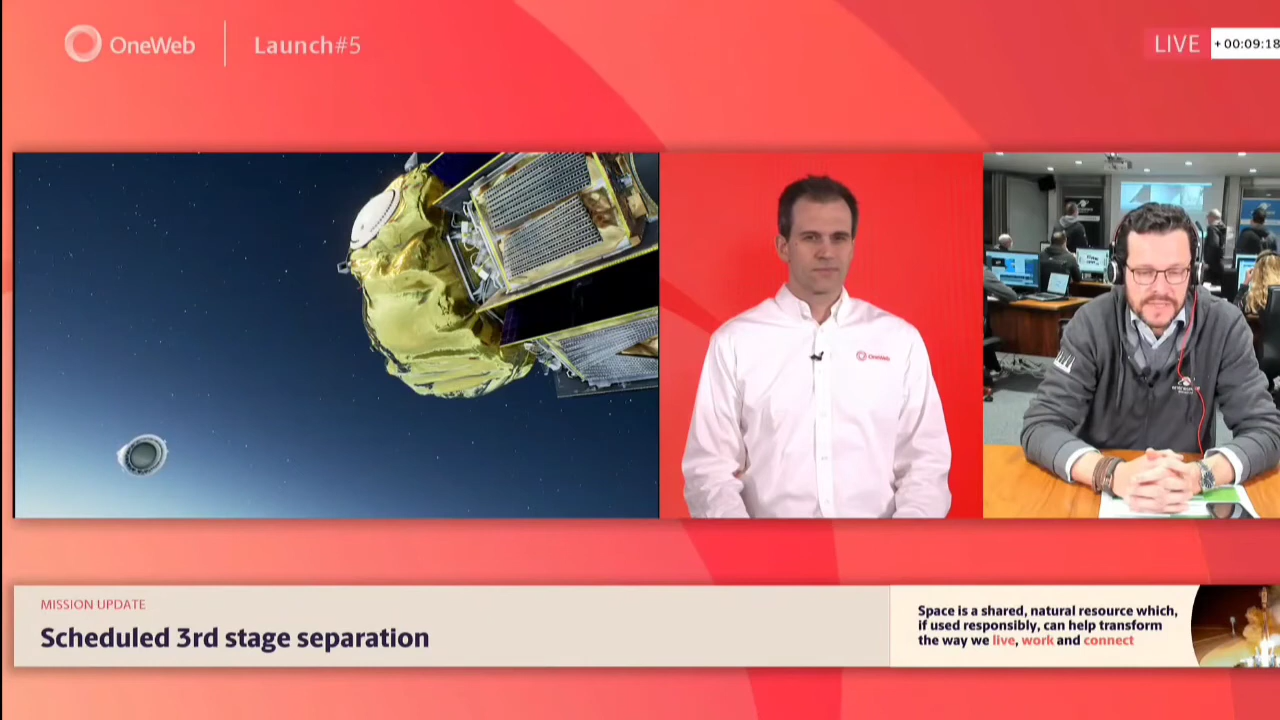 OneWeb
Launch#5
LIVE
+ 00:09:18
OneWeb
MISSION UPDATE
Scheduled 3rd stage separation
Space is a shared, natural resource which,
if used responsibly, can help transform
the way we live, work and connect